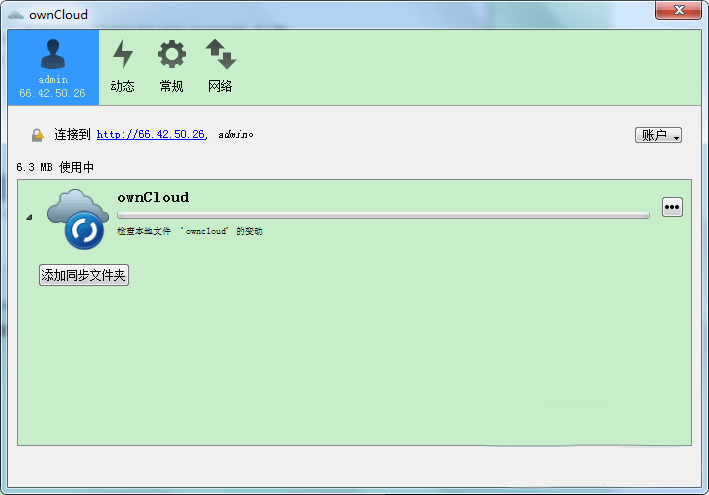 ownCloud
admin
66.42.50.26
动态
常规
网络
连接到 http://66.42.50.26, admin。
账户
6.3 MB 使用中
ownCloud
检查本地文件 'owncloud' 的变动
添加同步文件夹